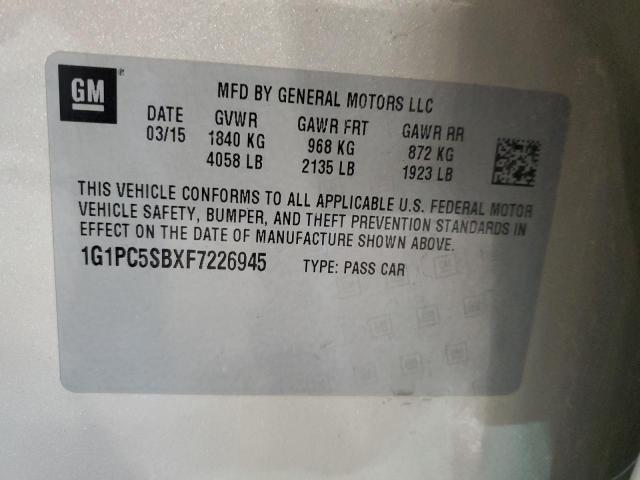 GM
MFD BY GENERAL MOTORS LLC
DATE GVWR GAWR FRT GAWR RR
03/15 1840 KG 968 KG 872 KG
4058 LB 2135 LB 1923 LB
THIS VEHICLE CONFORMS TO ALL APPLICABLE U.S. FEDERAL MOTOR
VEHICLE SAFETY, BUMPER, AND THEFT PREVENTION STANDARDS IN
EFFECT ON THE DATE OF MANUFACTURE SHOWN ABOVE.
1G1PC5SBXF7226945 TYPE: PASS CAR